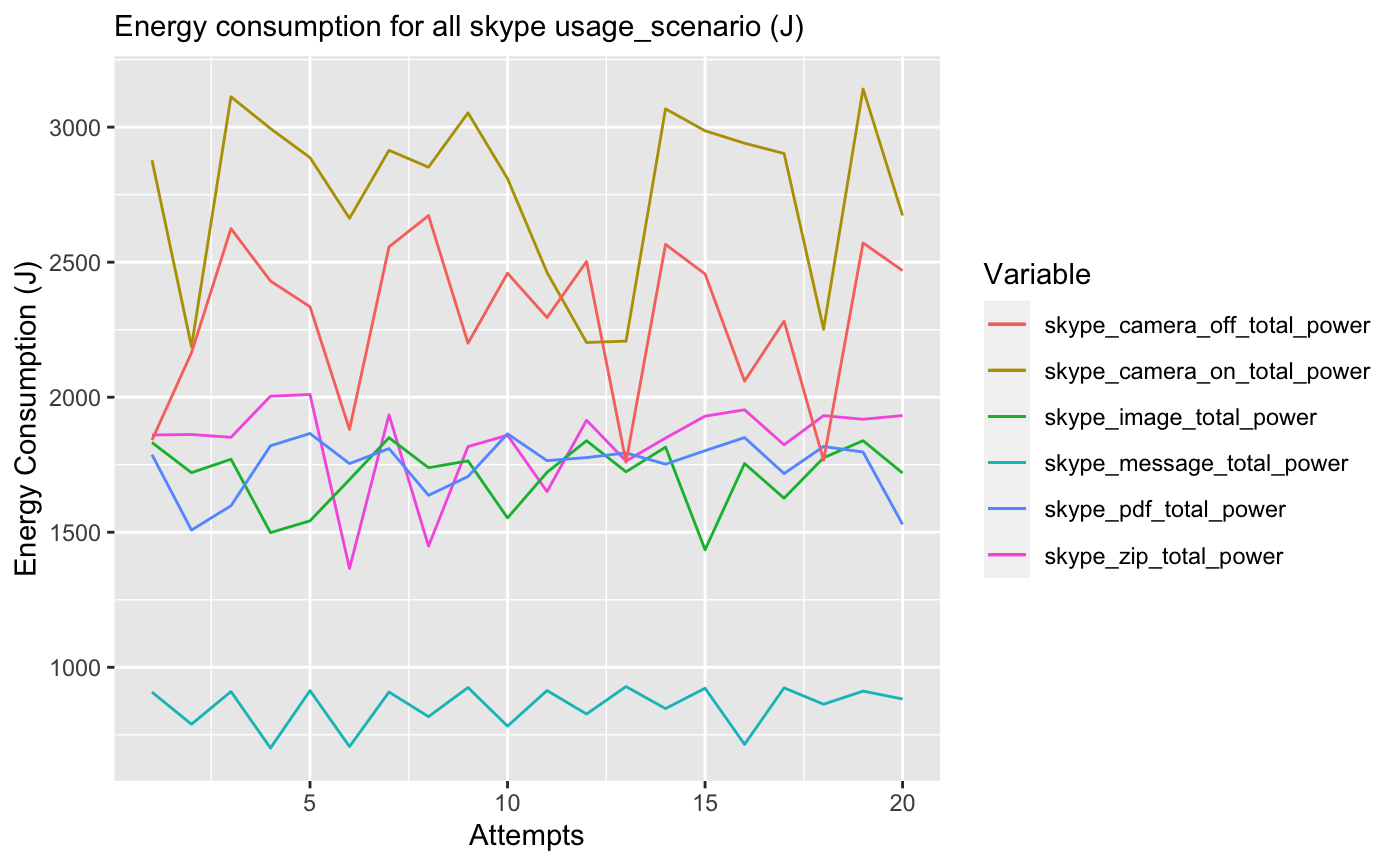 Energy consumption for all skype usage_scenario (J)
Energy Consumption (J)
3000
2500
2000
1500
1000
5
10
15
20
Attempts
Variable
skype_camera_off_total_power
skype_camera_on_total_power
skype_image_total_power
skype_message_total_power
skype_pdf_total_power
skype_zip_total_power